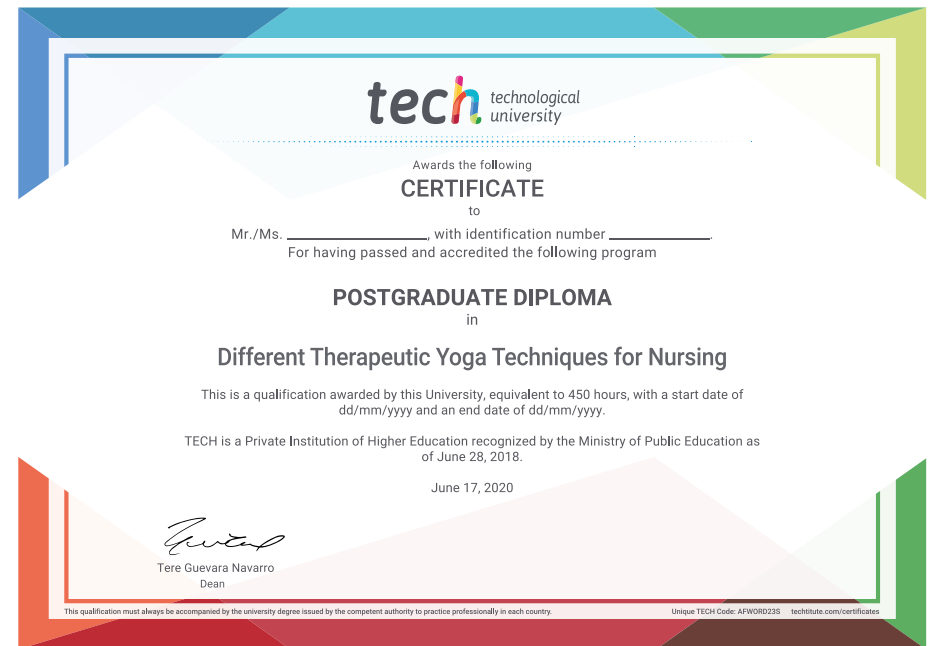 tech technological
university
Awards the following
CERTIFICATE
to
Mr./Ms. ____________________, with identification number ______________.
For having passed and accredited the following program
POSTGRADUATE DIPLOMA
in
Different Therapeutic Yoga Techniques for Nursing
This is a qualification awarded by this University, equivalent to 450 hours, with a start date of
dd/mm/yyyy and an end date of dd/mm/yyyy.
TECH is a Private Institution of Higher Education recognized by the Ministry of Public Education as
of June 28, 2018.
June 17, 2020
Tere Guevara Navarro
Dean
This qualification must always be accompanied by the university degree issued by the competent authority to practice professionally in each country.
Unique TECH Code: AFWORD23S techtitute.com/certificates